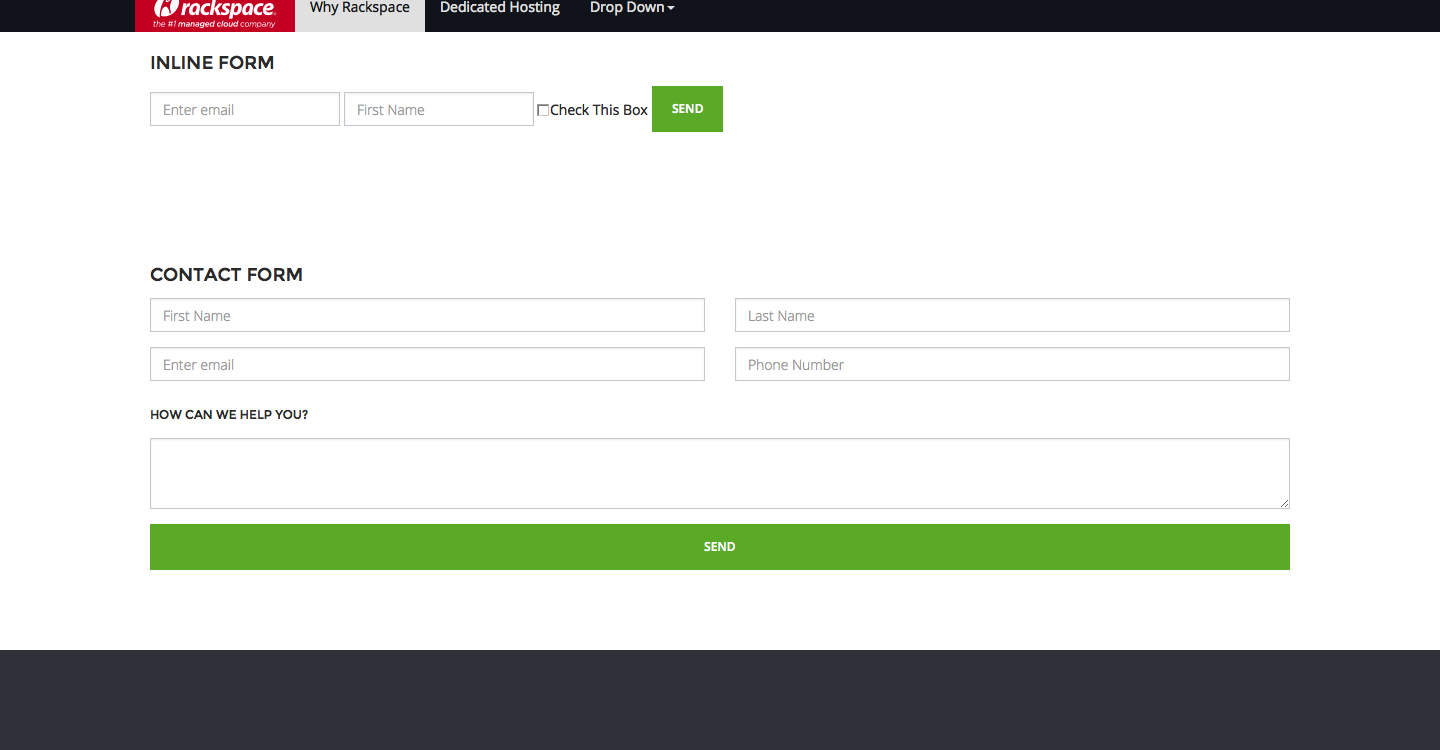 rackspace
the #1 managed cloud company
Why Rackspace
Dedicated Hosting
Drop Down
INLINE FORM
Enter email
First Name
Check This Box
SEND
CONTACT FORM
First Name
Last Name
Enter email
Phone Number
HOW CAN WE HELP YOU?
SEND